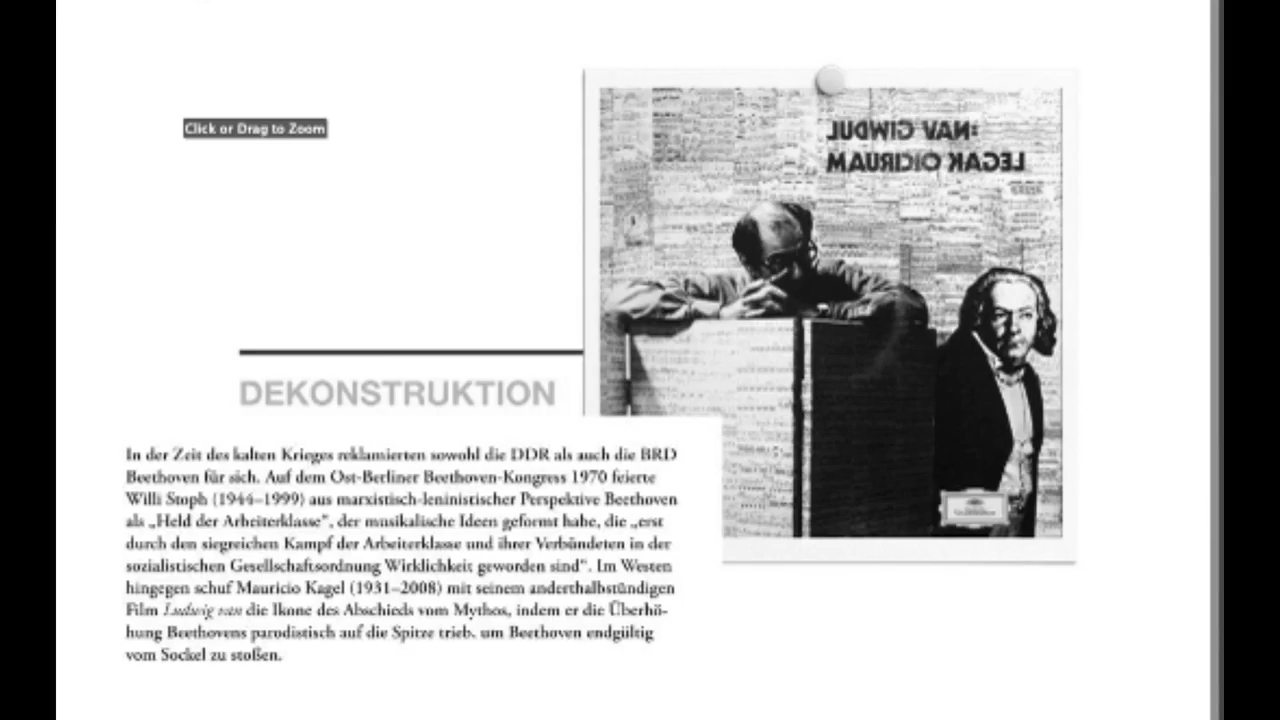 Click or Drag to Zoom
LUDWIG VAN:
MAURICIO KAGEL
DEKONSTRUKTION
In der Zeit des kalten Krieges reklamierten sowohl die DDR als auch die BRD
Beethoven für sich. Auf dem Ost-Berliner Beethoven-Kongress 1970 feierte
Willi Stoph (1944–1999) aus marxistisch-leninistischer Perspektive Beethoven
als „Held der Arbeiterklasse“, der musikalische Ideen geformt habe, die „erst
durch den siegreichen Kampf der Arbeiterklasse und ihrer Verbündeten in der
sozialistischen Gesellschaftsordnung Wirklichkeit geworden sind“. Im Westen
hingegen schuf Mauricio Kagel (1931–2008) mit seinem anderthalbstündigen
Film Ludwig van die Ikone des Abschieds vom Mythos, indem er die Überhö-
hung Beethovens parodistisch auf die Spitze trieb, um Beethoven endgültig
vom Sockel zu stoßen.